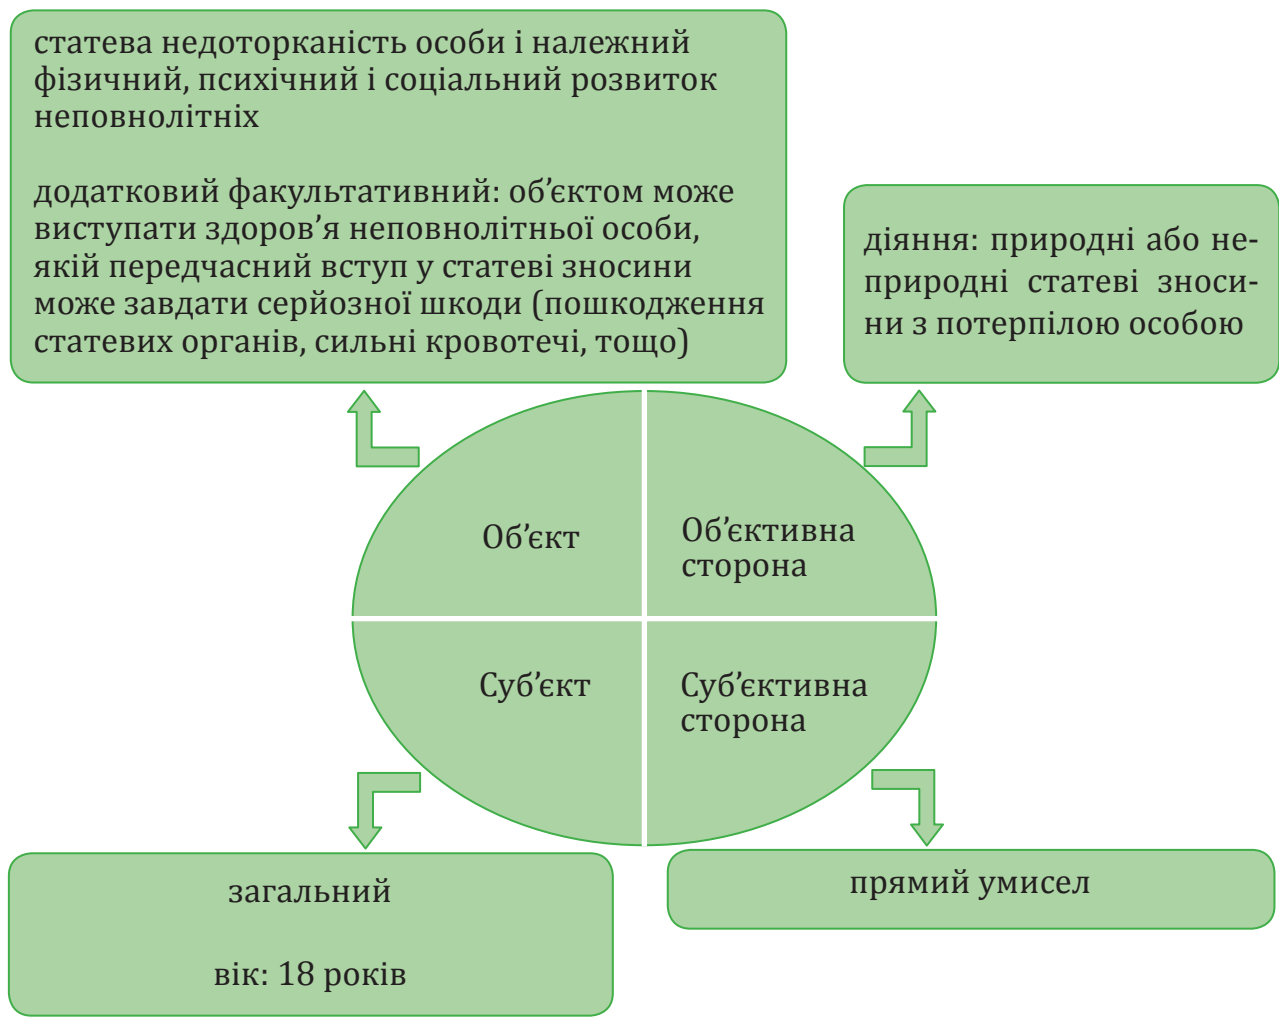 статева недоторканість особи і належний
фізичний, психічний і соціальний розвиток
неповнолітніх
додатковий факультативний: об’єктом може
виступати здоров’я неповнолітньої особи,
якій передчасний вступ у статеві зносини
може завдати серйозної шкоди (пошкодження
статевих органів, сильні кровотечі, тощо)
діяння: природні або не-
природні статеві зноси-
ни з потерпілою особою
Об’єкт
Об’єктивна
сторона
Суб’єкт
Суб’єктивна
сторона
загальний
вік: 18 років
прямий умисел